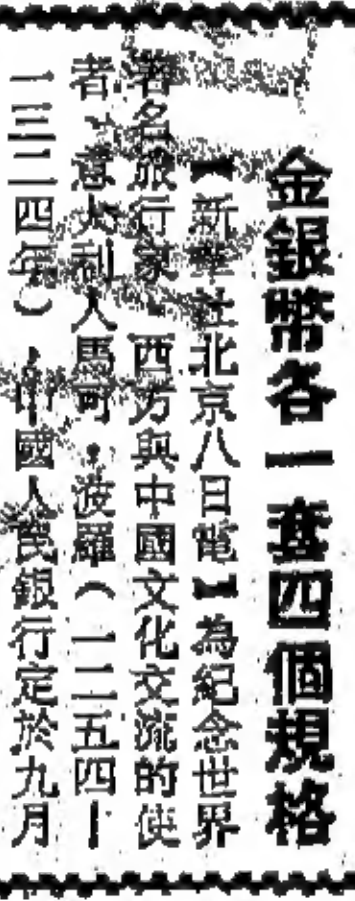 金銀幣各一套四個規格
【新華社北京八日電】為紀念世界
著名旅行家、西方與中國文化交流的使
者、意大利人馬可·波羅（一二五四—
一三二四年），中國人民銀行定於九月